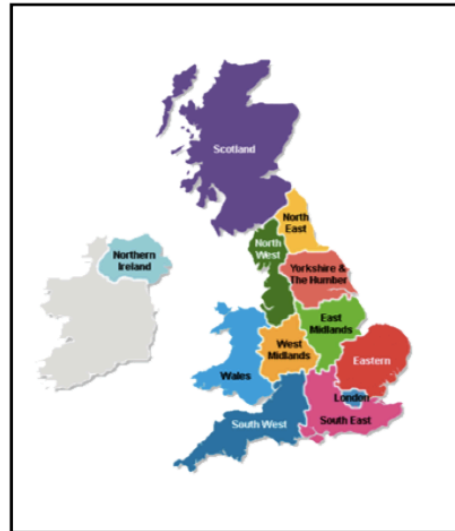 Scotland
North
East
North
West
Northern
Ireland
Yorkshire &
The Humber
East
Midlands
West
Midlands
Eastern
Wales
London
South West
South East